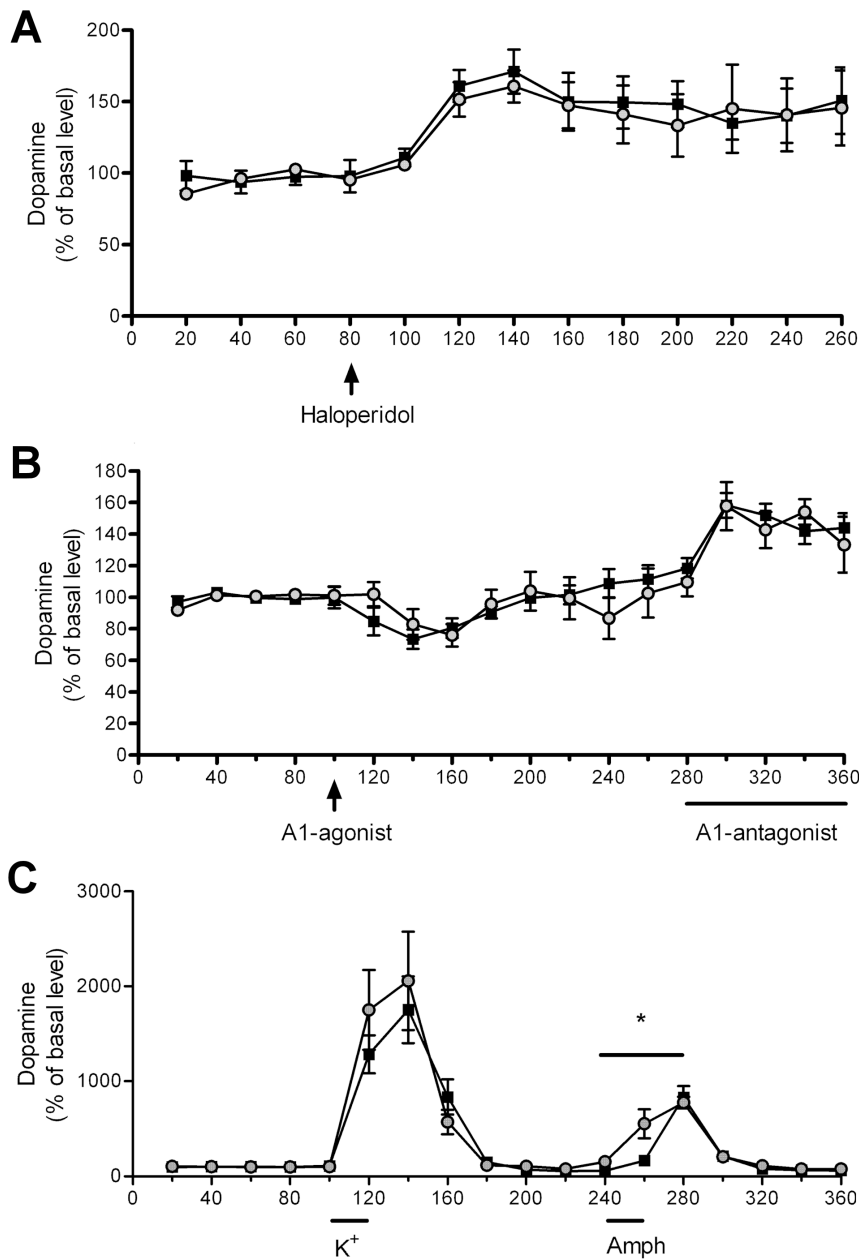 A
Dopamine
(% of basal level)
200
150
100
50
0
0 20 40 60 80 100 120 140 160 180 200 220 240 260
Haloperidol
B
Dopamine
(% of basal level)
180
160
140
120
100
80
60
40
20
0
0 40 80 120 160 200 240 280 320 360
A1-agonist A1-antagonist
C
Dopamine
(% of basal level)
3000
2000
1000
0
*
0 40 80 120 160 200 240 280 320 360
K+ Amph